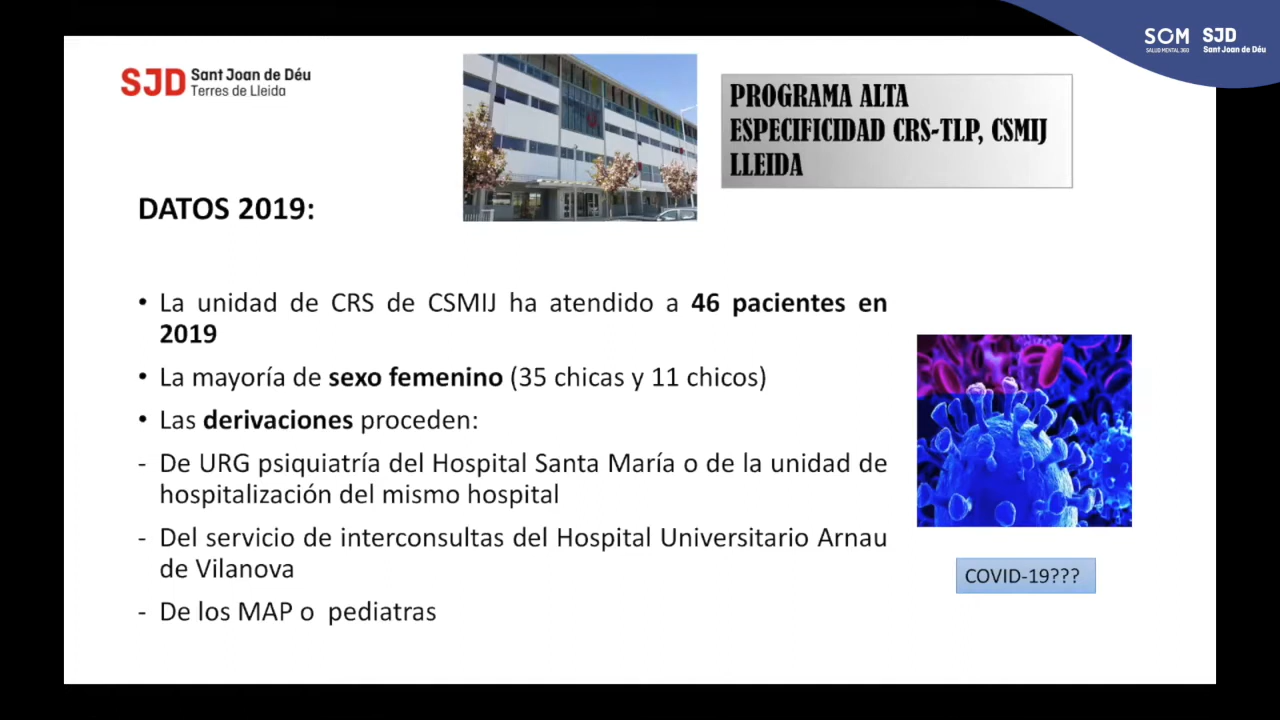 SOM
SALUD MENTAL 360
SJD
Sant Joan de Déu
SJD
Sant Joan de Déu
Terres de Lleida
PROGRAMA ALTA
ESPECIFICIDAD CRS-TLP, CSMIJ
LLEIDA
DATOS 2019:
• La unidad de CRS de CSMIJ ha atendido a 46 pacientes en
2019
• La mayoría de sexo femenino (35 chicas y 11 chicos)
• Las derivaciones proceden:
- De URG psiquiatría del Hospital Santa María o de la unidad de
hospitalización del mismo hospital
- Del servicio de interconsultas del Hospital Universitario Arnau
de Vilanova
- De los MAP o pediatras
COVID-19???